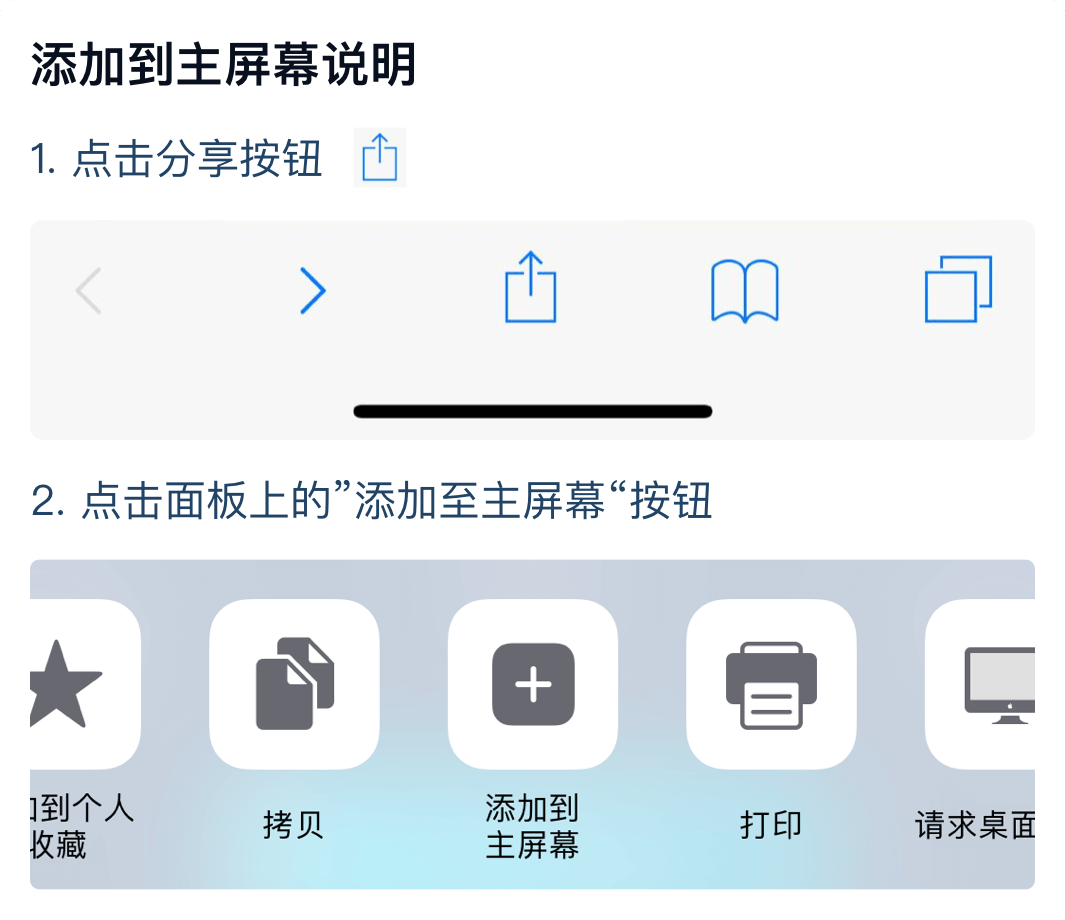 添加到主屏幕说明
1. 点击分享按钮
2. 点击面板上的”添加至主屏幕“按钮
到个人
收藏
拷贝
添加到
主屏幕
打印
请求桌面